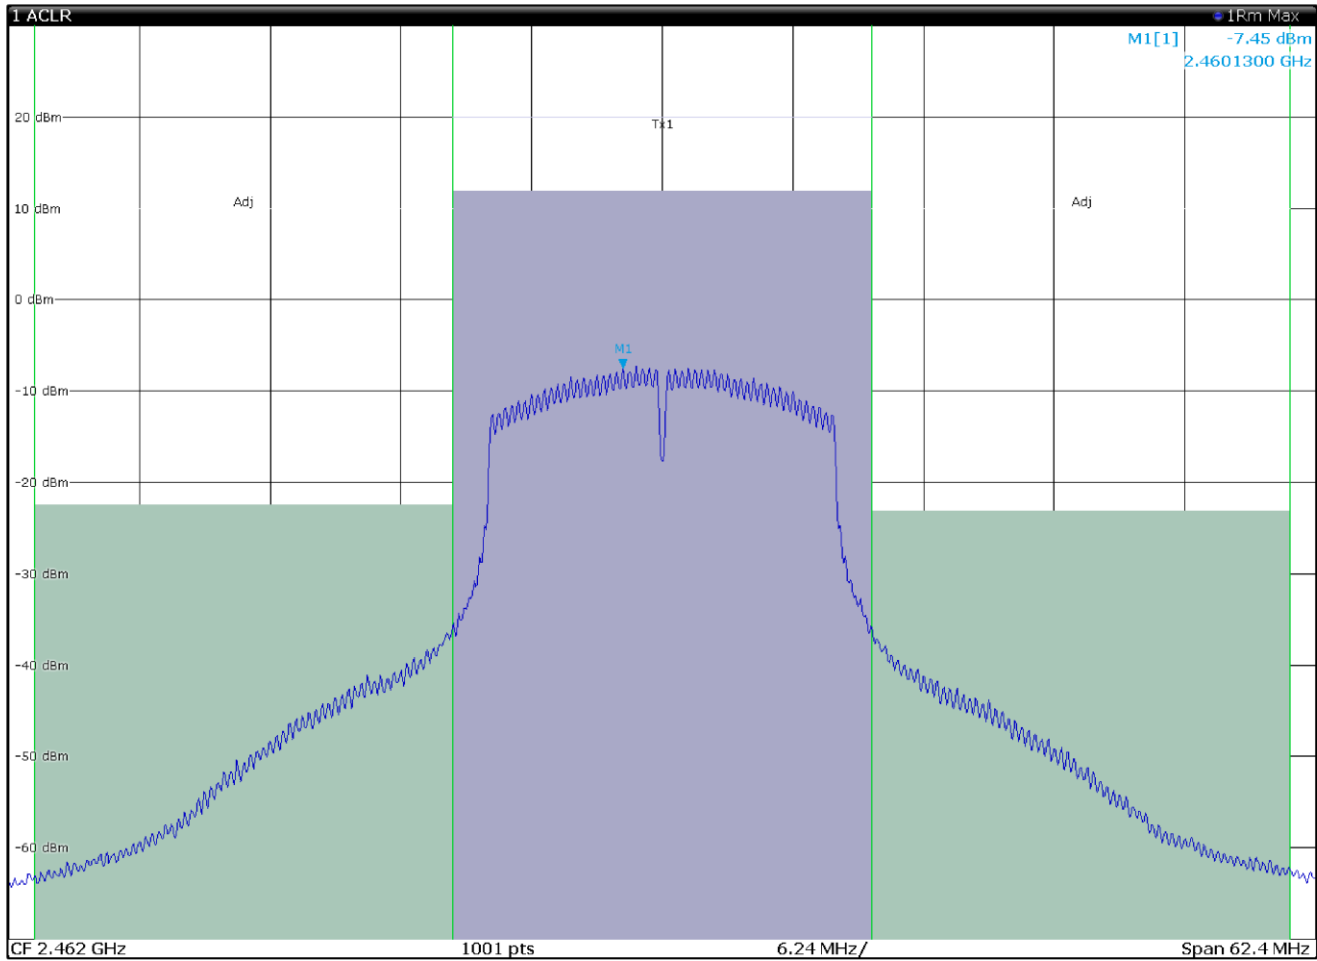 1 ACLR
1Rm Max
M1[1] -7.45 dBm
2.4601300 GHz
20 dBm
Tx1
Adj
Adj
10 dBm
0 dBm
M1
-10 dBm
-20 dBm
-30 dBm
-40 dBm
-50 dBm
-60 dBm
CF 2.462 GHz 1001 pts 6.24 MHz/ Span 62.4 MHz